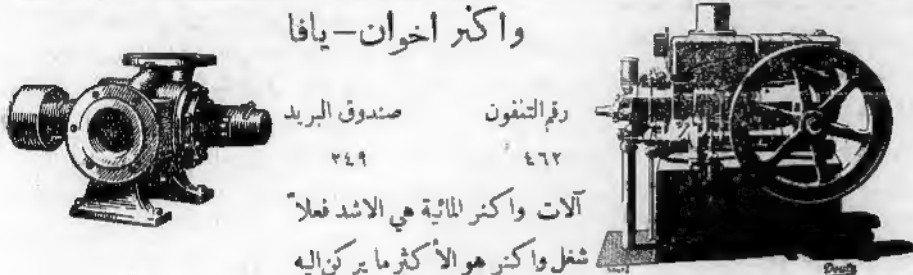 واكنر اخوان - يافا
رقم التلفون صندوق البريد
٤٦٢ ٢٤٩
آلات واكنر المائية هي الاشد فعلاً
شغل واكنر هو الأكثر ما يركن اليه
Deutz